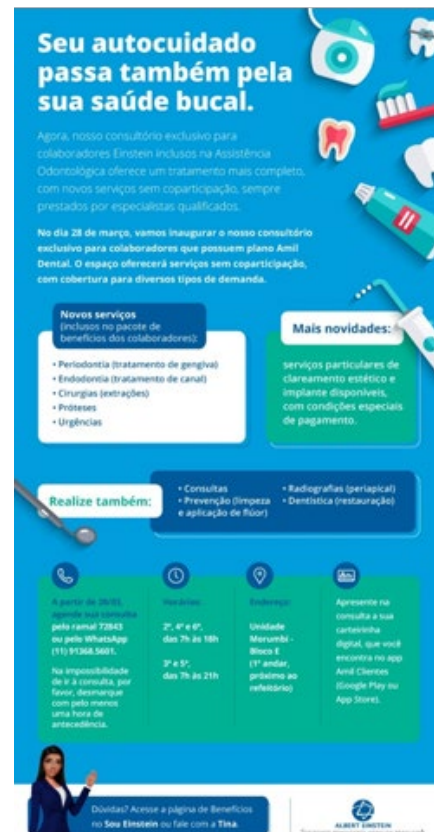 Seu autocuidado
passa também pela
sua saúde bucal.
Agora, nosso consultório exclusivo para
colaboradores Einstein inclusos na Assistência
Odontológica oferece um tratamento mais completo,
com novos serviços sem coparticipação, sempre
prestados por especialistas qualificados.
No dia 28 de março, vamos inaugurar o nosso consultório
exclusivo para colaboradores que possuem plano Amil
Dental. O espaço oferecerá serviços sem coparticipação,
com cobertura para diversos tipos de demanda.
Novos serviços
(inclusos no pacote de
benefícios dos colaboradores):
• Periodontia (tratamento de gengiva)
• Endodontia (tratamento de canal)
• Cirurgias (extrações)
• Próteses
• Urgências
Mais novidades:
serviços particulares de
clareamento estético e
implante disponíveis,
com condições especiais
de pagamento.
Realize também:
• Consultas
• Prevenção (limpeza
e aplicação de flúor)
• Radiografias (periapical)
• Dentística (restauração)
A partir de 28/03,
agende sua consulta
pelo ramal 72843
ou pelo WhatsApp
(11) 91368.5601.
Na impossibilidade
de ir à consulta, por
favor, desmarque
com pelo menos
uma hora de
antecedência.
Horários:
2ª, 4ª e 6ª,
das 7h às 18h
3ª e 5ª,
das 7h às 21h
Endereço:
Unidade
Morumbi -
Bloco E
(1º andar,
próximo ao
refeitório)
Apresente na
consulta a sua
carteirinha
digital, que você
encontra no app
Amil Clientes
(Google Play ou
App Store).
Dúvidas? Acesse a página de Benefícios
no Sou Einstein ou fale com a Tina.
ALBERT EINSTEIN